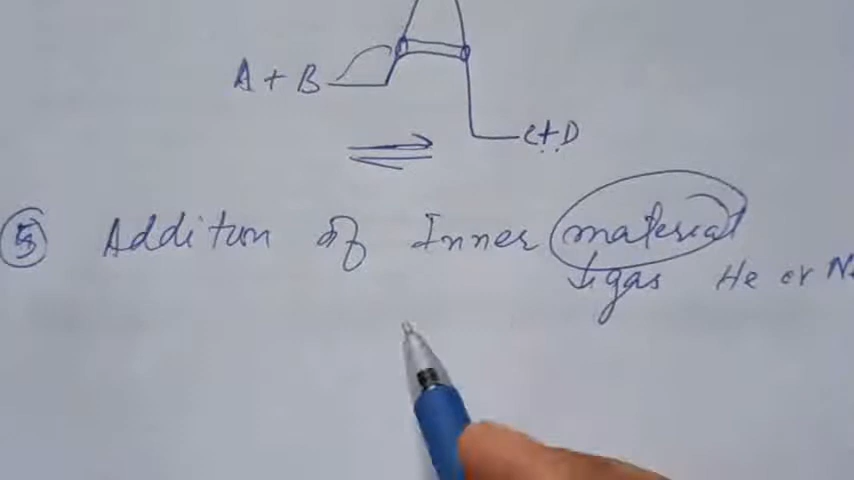 A + B
C + D
5 Additun of Inner material
gas He or